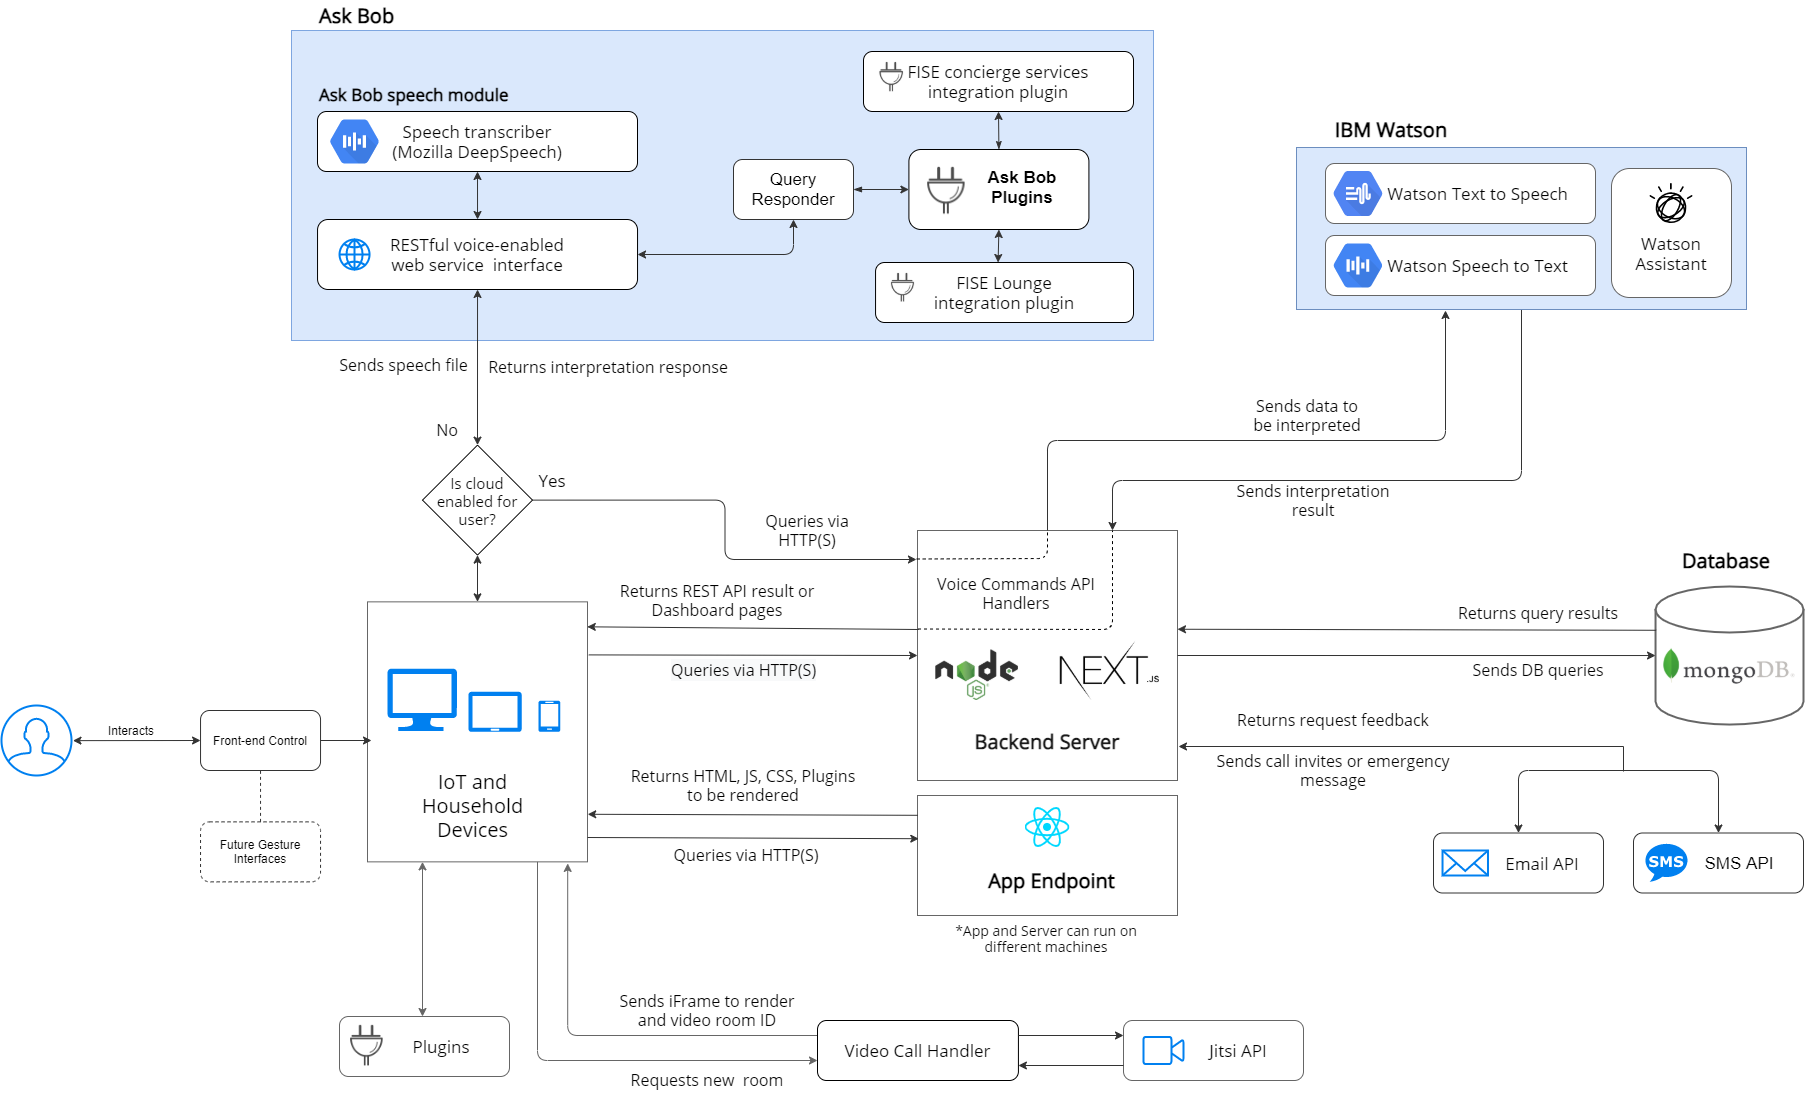 Ask Bob
Ask Bob speech module
Speech transcriber
(Mozilla DeepSpeech)
RESTful voice-enabled
web service interface
Query
Responder
FISE concierge services
integration plugin
Ask Bob
Plugins
FISE Lounge
integration plugin
IBM Watson
Watson Text to Speech
Watson Speech to Text
Watson
Assistant
Sends speech file
Returns interpretation response
No
Is cloud
enabled for
user?
Yes
Queries via
HTTP(S)
Sends data to
be interpreted
Sends interpretation
result
Voice Commands API
Handlers
Returns REST API result or
Dashboard pages
Queries via HTTP(S)
node
JS
NEXT.JS
Backend Server
Database
Returns query results
Sends DB queries
mongoDB.
Returns request feedback
Sends call invites or emergency
message
Email API
SMS
SMS API
Interacts
Front-end Control
Future Gesture
Interfaces
IoT and
Household
Devices
Returns HTML, JS, CSS, Plugins
to be rendered
Queries via HTTP(S)
App Endpoint
*App and Server can run on
different machines
Plugins
Sends iFrame to render
and video room ID
Requests new room
Video Call Handler
Jitsi API